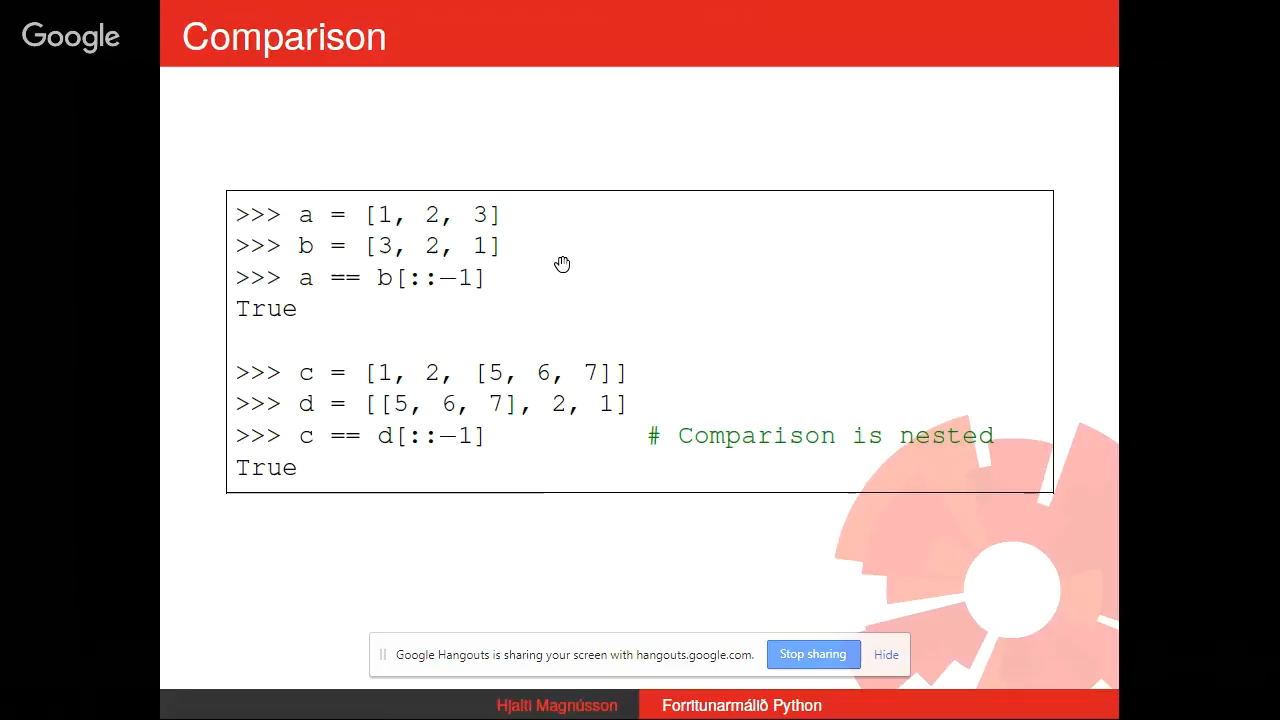 Google
Comparison
>>> a = [1, 2, 3]
>>> b = [3, 2, 1]
>>> a == b[::−1]
True
>>> c = [1, 2, [5, 6, 7]]
>>> d = [[5, 6, 7], 2, 1]
>>> c == d[::−1] # Comparison is nested
True
Google Hangouts is sharing your screen with hangouts.google.com. Stop sharing Hide
Hjalti Magnússon Forritunarmálið Python